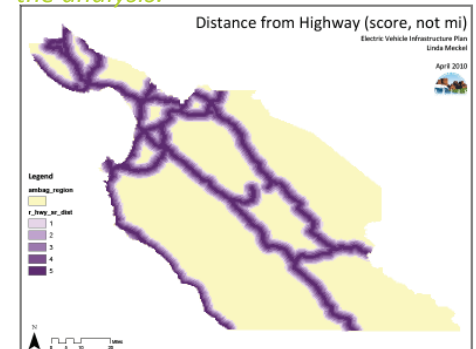 the analysis.
Distance from Highway (score, not mi)
Electric Vehicle Infrastructure Plan
Linda Meckel
April 2010
Legend
ambag_region
r_hwy_sr_dist
1
2
3
4
5
N
Miles